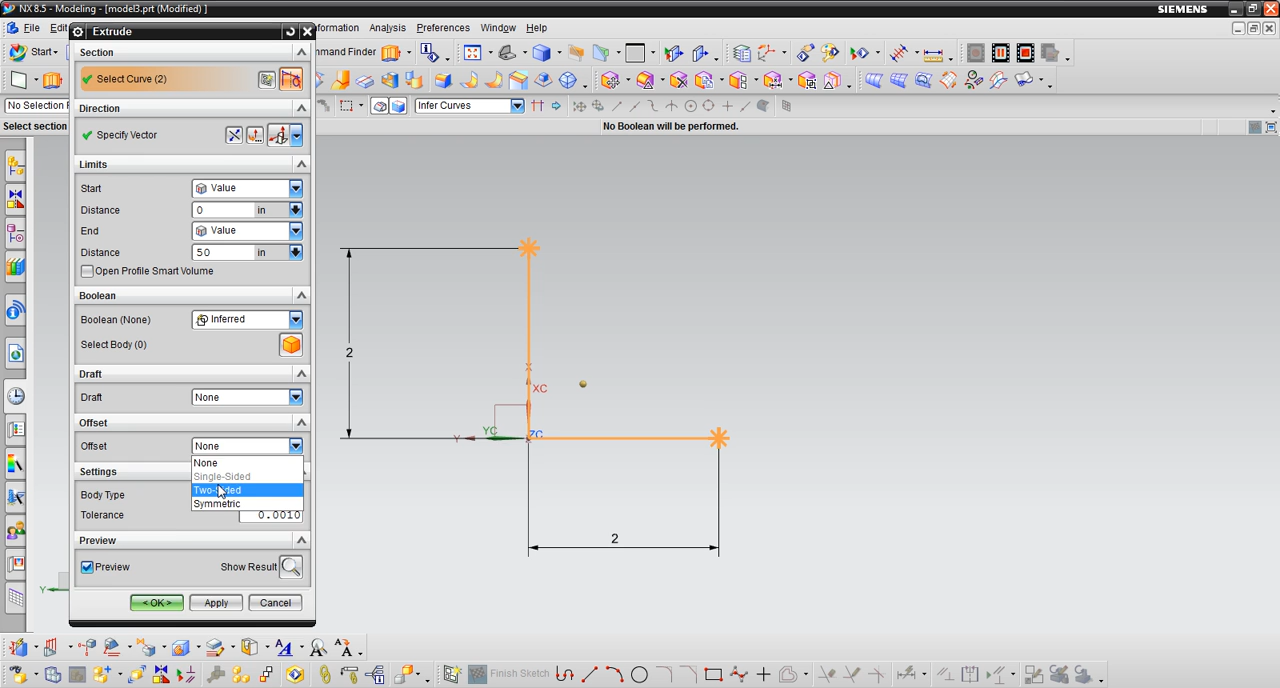 NX 8.5 - Modeling - [model3.prt (Modified) ]
SIEMENS
File Edit
Extrude
Analysis Preferences Window Help
Section
Start
Select Curve (2)
No Selection
Infer Curves
Direction
Select section
No Boolean will be performed.
Specify Vector
Limits
Start Value
Distance 0 in
End Value
Distance 50 in
Open Profile Smart Volume
Boolean
Boolean (None) Inferred
Select Body (0)
Draft
Draft None
Offset
Offset None
None
Single-Sided
Two-Sided
Symmetric
Settings
Body Type
Tolerance 0.0010
Preview
Preview Show Result
< OK > Apply Cancel
2
X
XC
Y YC ZC
2
Y
Finish Sketch